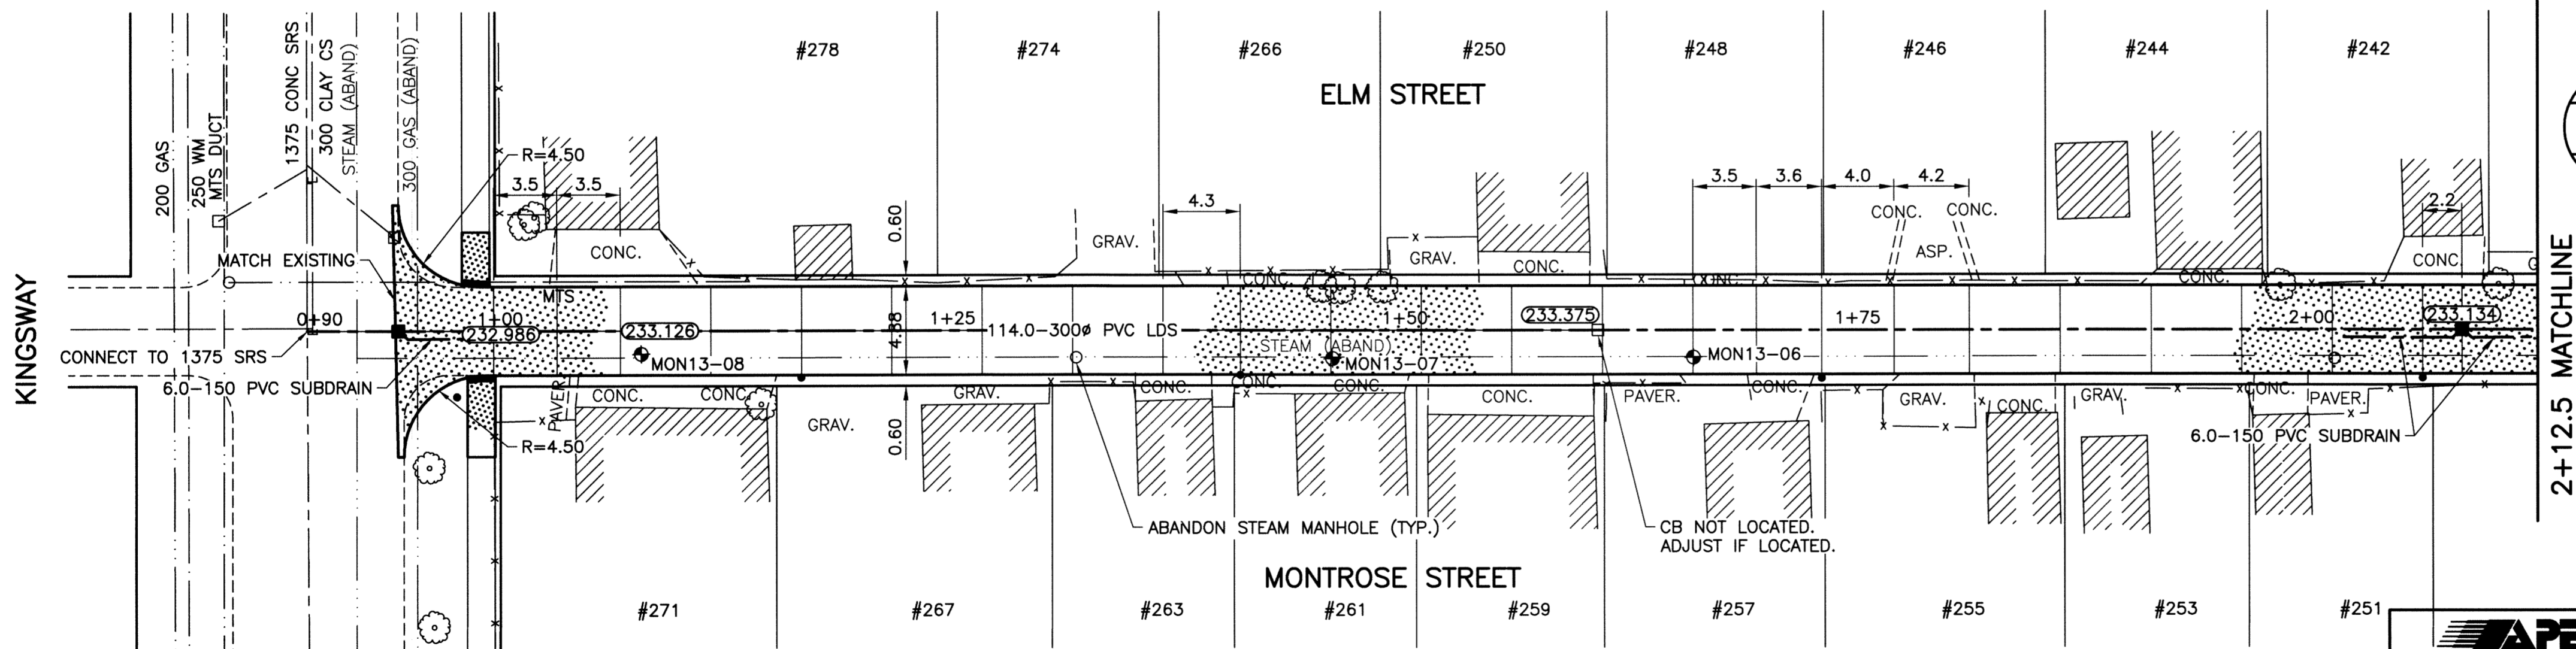 #278
#274
#266
#250
#248
#246
#244
#242
ELM STREET
200 GAS
250 WM
MTS DUCT
1375 CONC SRS
300 CLAY CS
STEAM (ABAND)
300 GAS (ABAND)
R=4.50
3.5
3.5
4.3
0.60
3.5
3.6
4.0
4.2
2.2
CONC.
CONC.
CONC.
GRAV.
GRAV.
CONC.
ASP.
CONC.
MATCH EXISTING
CONC.
CONC.
MTS
KINGSWAY
0+90
1+00
232.986
233.126
4.88
1+25
114.0-300ø PVC LDS
1+50
233.375
1+75
2+00
233.134
STEAM (ABAND)
CONNECT TO 1375 SRS
MON13-08
MON13-07
MON13-06
6.0-150 PVC SUBDRAIN
PAVER
CONC.
CONC.
GRAV.
GRAV.
CONC.
CONC.
CONC.
CONC.
PAVER.
CONC.
GRAV.
CONC.
GRAV.
CONC.
PAVER.
0.60
R=4.50
6.0-150 PVC SUBDRAIN
2+12.5 MATCHLINE
ABANDON STEAM MANHOLE (TYP.)
CB NOT LOCATED.
ADJUST IF LOCATED.
MONTROSE STREET
#271
#267
#263
#261
#259
#257
#255
#253
#251